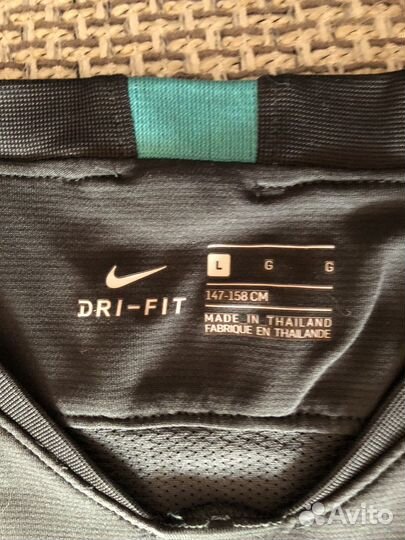 DRI-FIT
L G G
147-158 CM
MADE IN THAILAND
FABRIQUE EN THAILANDE
Avito